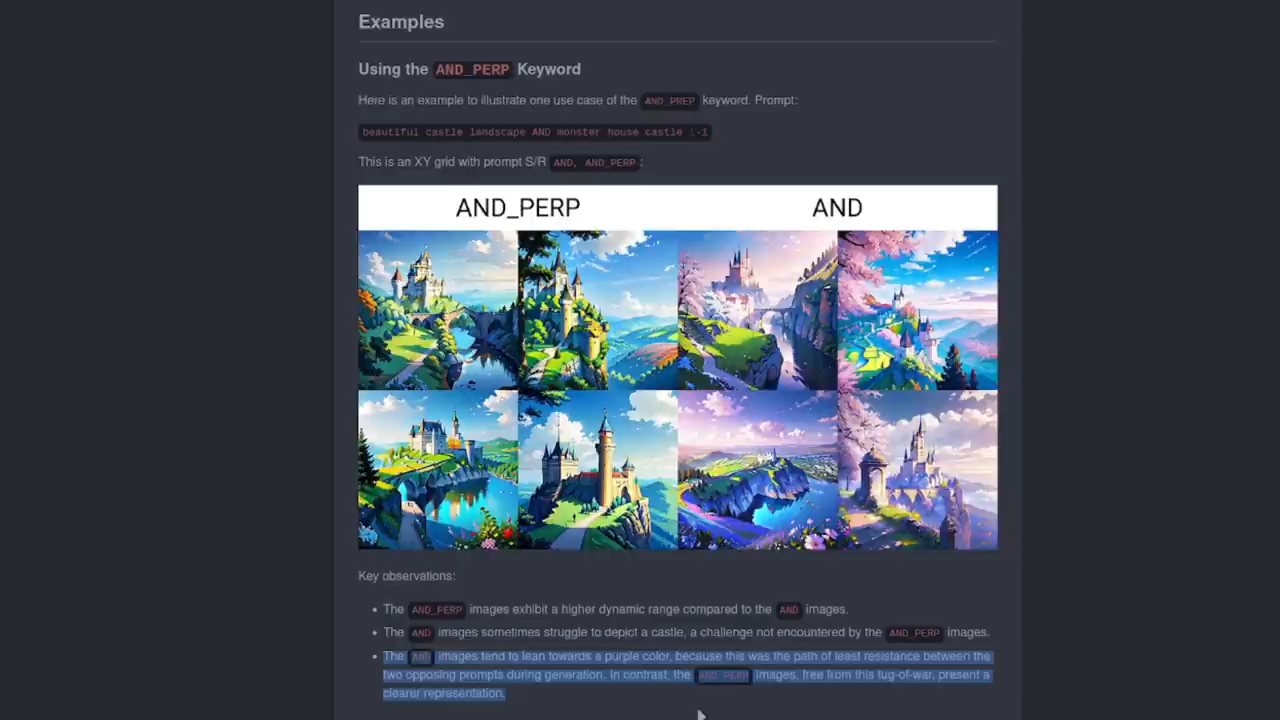 Examples
Using the AND_PERP Keyword
Here is an example to illustrate one use case of the AND_PREP keyword. Prompt:
beautiful castle landscape AND monster house castle :-1
This is an XY grid with prompt S/R AND, AND_PERP:
AND_PERP AND
Key observations:
• The AND_PERP images exhibit a higher dynamic range compared to the AND images.
• The AND images sometimes struggle to depict a castle, a challenge not encountered by the AND_PERP images.
• The AND images tend to lean towards a purple color, because this was the path of least resistance between the
two opposing prompts during generation. In contrast, the AND_PERP images, free from this tug-of-war, present a
clearer representation.